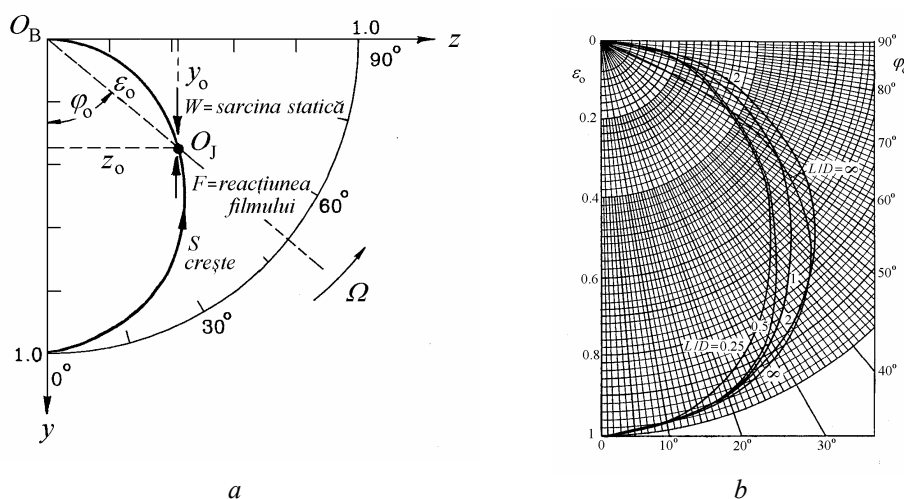 O_B
1.0
z
90°
φ_o
ε_o
y_o
W=sarcina statică
z_o
O_J
F=reacțiunea
filmului
60°
S
crește
Ω
30°
1.0
0°
y
a
0
90°
ε_o
φ_o
2
80°
0.2
70°
L/D=∞
60°
0.4
50°
0.6
1
0.5
2
L/D=0.25
0.8
∞
40°
1
0
10°
20°
30°
b